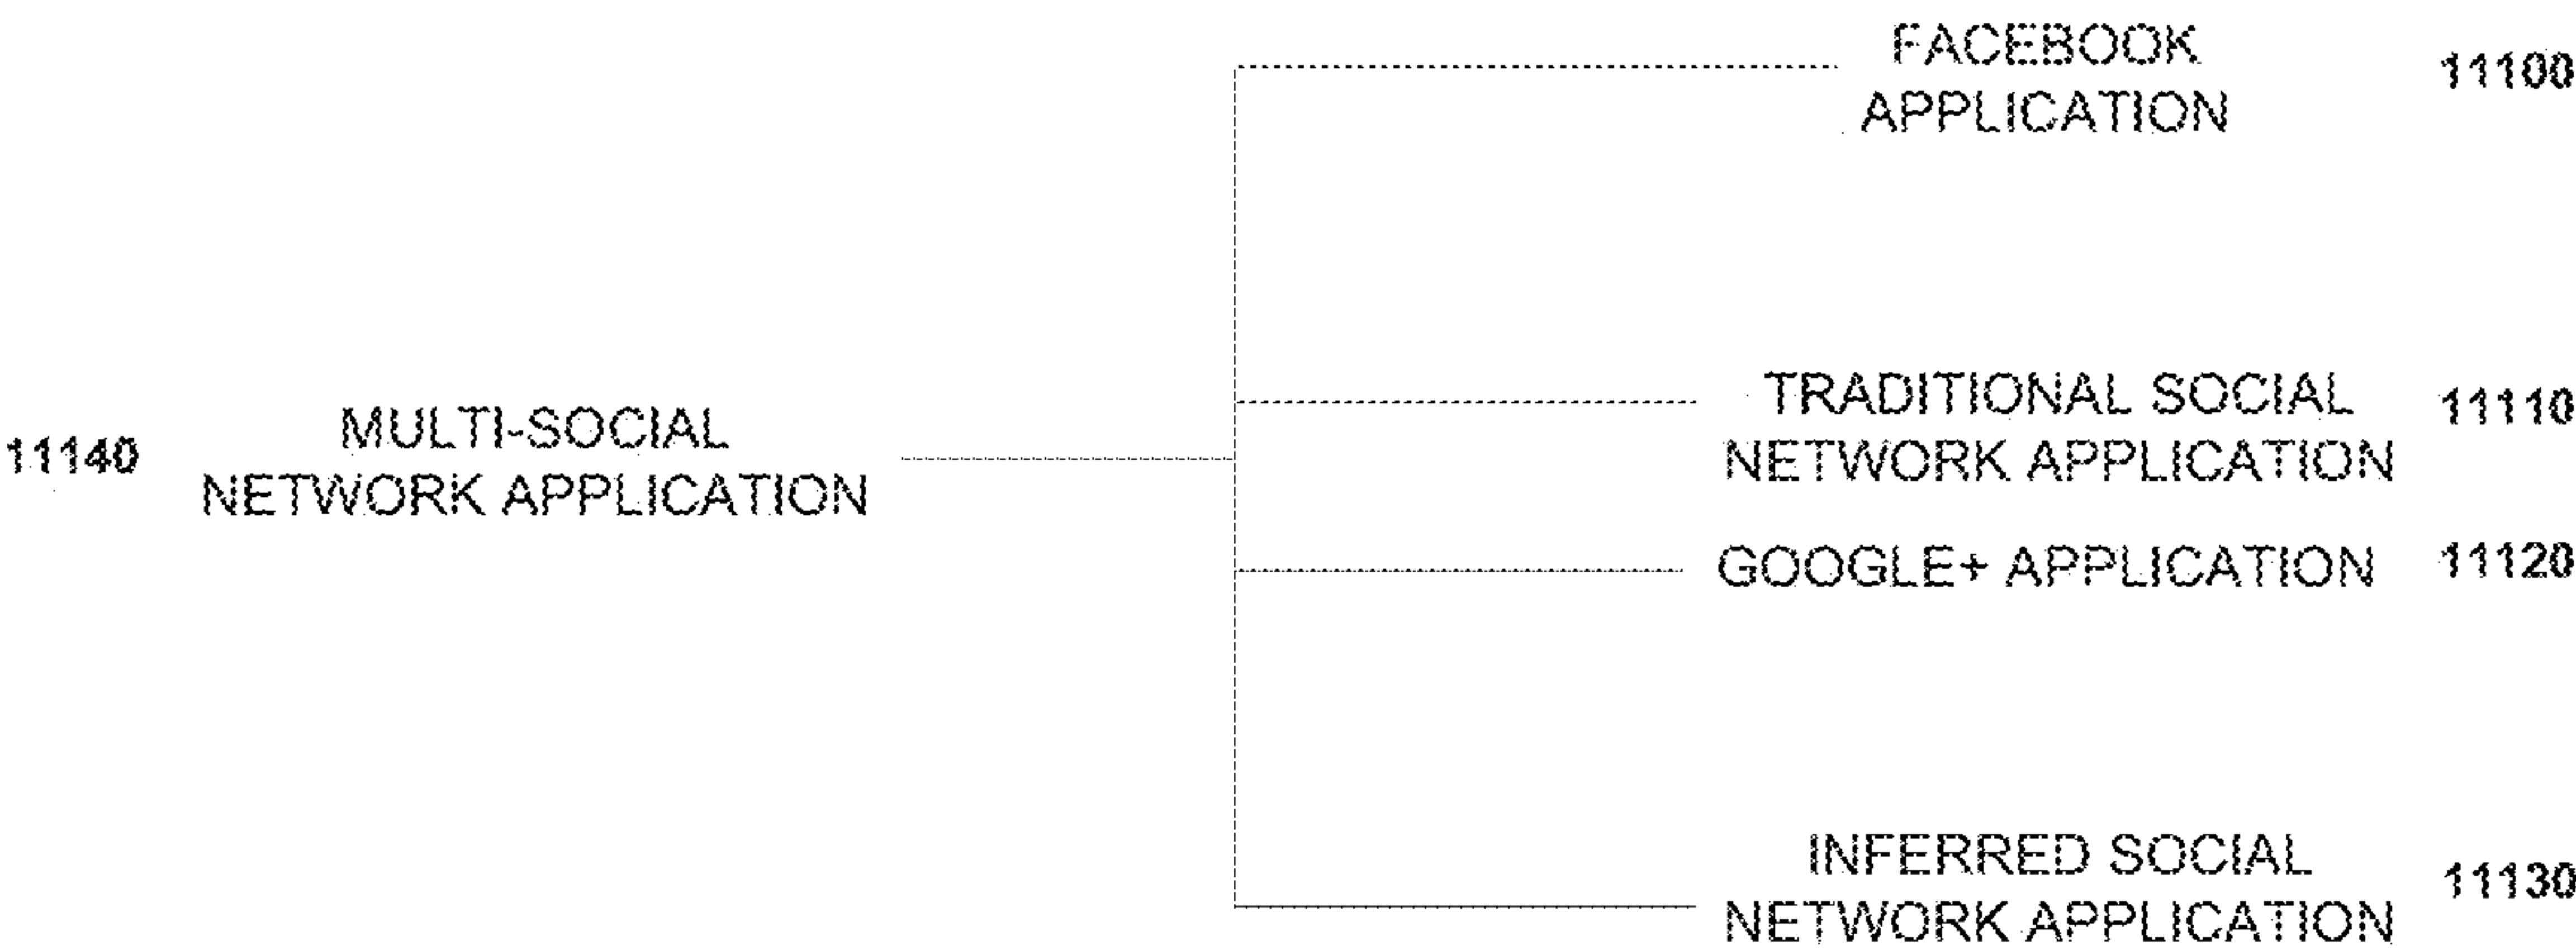 FACEBOOK
APPLICATION
11100
TRADITIONAL SOCIAL
NETWORK APPLICATION
11110
11140
MULTI-SOCIAL
NETWORK APPLICATION
GOOGLE+ APPLICATION
11120
INFERRED SOCIAL
NETWORK APPLICATION
11130